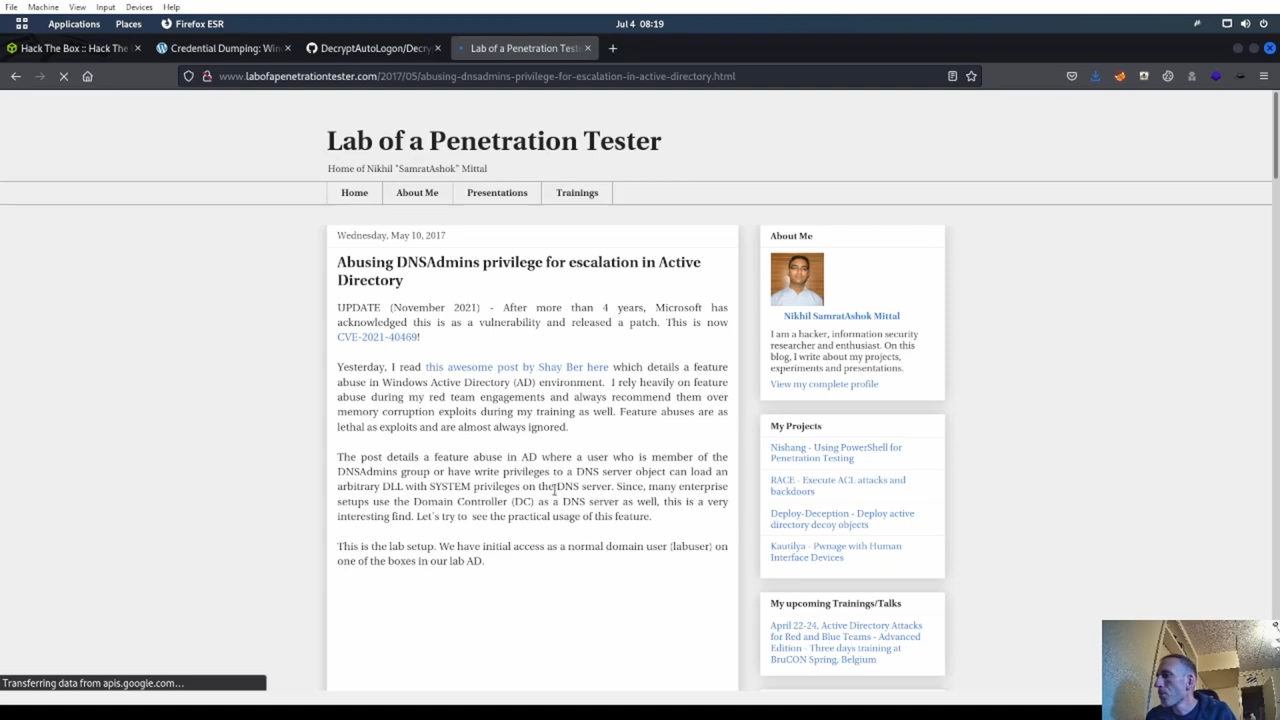 File Machine View Input Devices Help
Applications Places Firefox ESR Jul 4 08:19
Hack The Box :: Hack The Credential Dumping: Win DecryptAutoLogon/Decry Lab of a Penetration Teste
www.labofapenetrationtester.com/2017/05/abusing-dnsadmins-privilege-for-escalation-in-active-directory.html
Lab of a Penetration Tester
Home of Nikhil "SamratAshok" Mittal
Home About Me Presentations Trainings
Wednesday, May 10, 2017
Abusing DNSAdmins privilege for escalation in Active
Directory
UPDATE (November 2021) - After more than 4 years, Microsoft has
acknowledged this is as a vulnerability and released a patch. This is now
CVE-2021-40469!
Yesterday, I read this awesome post by Shay Ber here which details a feature
abuse in Windows Active Directory (AD) environment. I rely heavily on feature
abuse during my red team engagements and always recommend them over
memory corruption exploits during my training as well. Feature abuses are as
lethal as exploits and are almost always ignored.
The post details a feature abuse in AD where a user who is member of the
DNSAdmins group or have write privileges to a DNS server object can load an
arbitrary DLL with SYSTEM privileges on the DNS server. Since, many enterprise
setups use the Domain Controller (DC) as a DNS server as well, this is a very
interesting find. Let's try to see the practical usage of this feature.
This is the lab setup. We have initial access as a normal domain user (labuser) on
one of the boxes in our lab AD.
About Me
Nikhil SamratAshok Mittal
I am a hacker, information security
researcher and enthusiast. On this
blog, I write about my projects,
experiments and presentations.
View my complete profile
My Projects
Nishang - Using PowerShell for
Penetration Testing
RACE - Execute ACL attacks and
backdoors
Deploy-Deception - Deploy active
directory decoy objects
Kautilya - Pwnage with Human
Interface Devices
My upcoming Trainings/Talks
April 22-24, Active Directory Attacks
for Red and Blue Teams - Advanced
Edition - Three days training at
BruCON Spring, Belgium
Transferring data from apis.google.com...